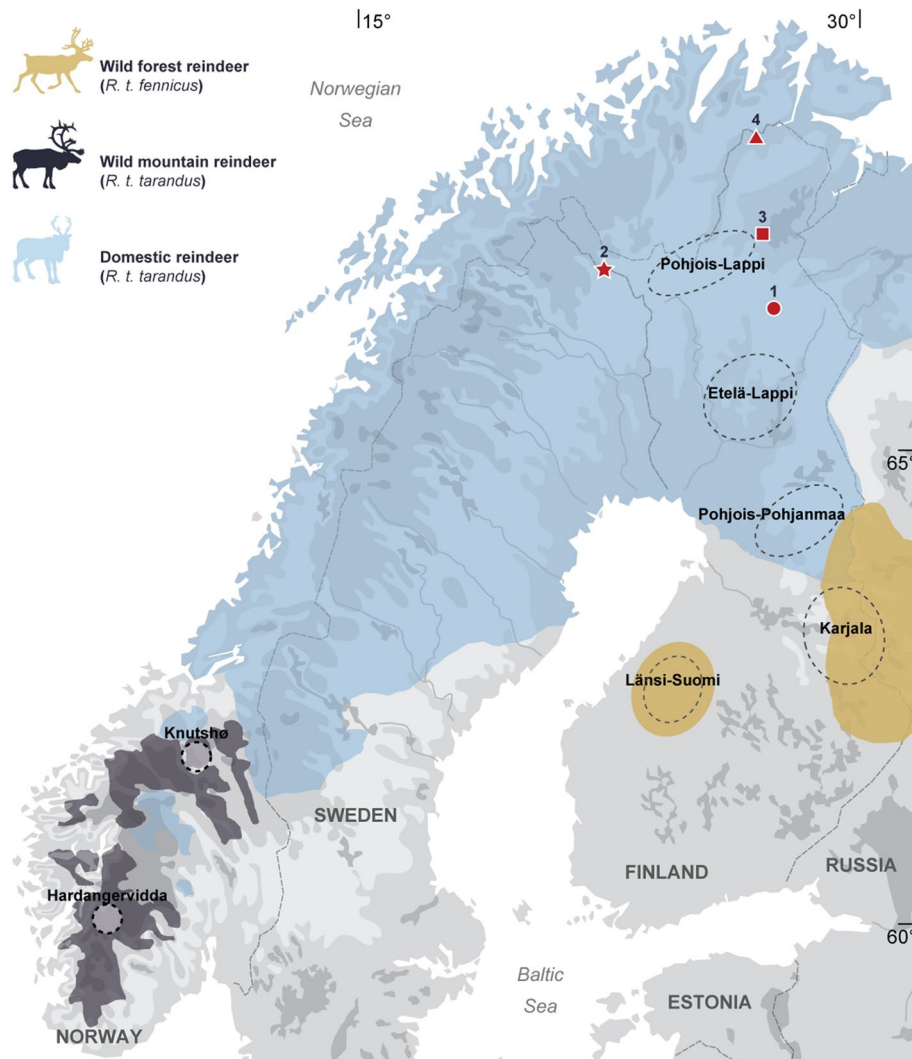 15°
30°
Wild forest reindeer
(R. t. fennicus)
Norwegian
Sea
Wild mountain reindeer
(R. t. tarandus)
Domestic reindeer
(R. t. tarandus)
4
3
2
Pohjois-Lappi
1
Etelä-Lappi
65°
Pohjois-Pohjanmaa
Karjala
Länsi-Suomi
Knutshø
SWEDEN
FINLAND
RUSSIA
Hardangervidda
60°
Baltic
Sea
ESTONIA
NORWAY